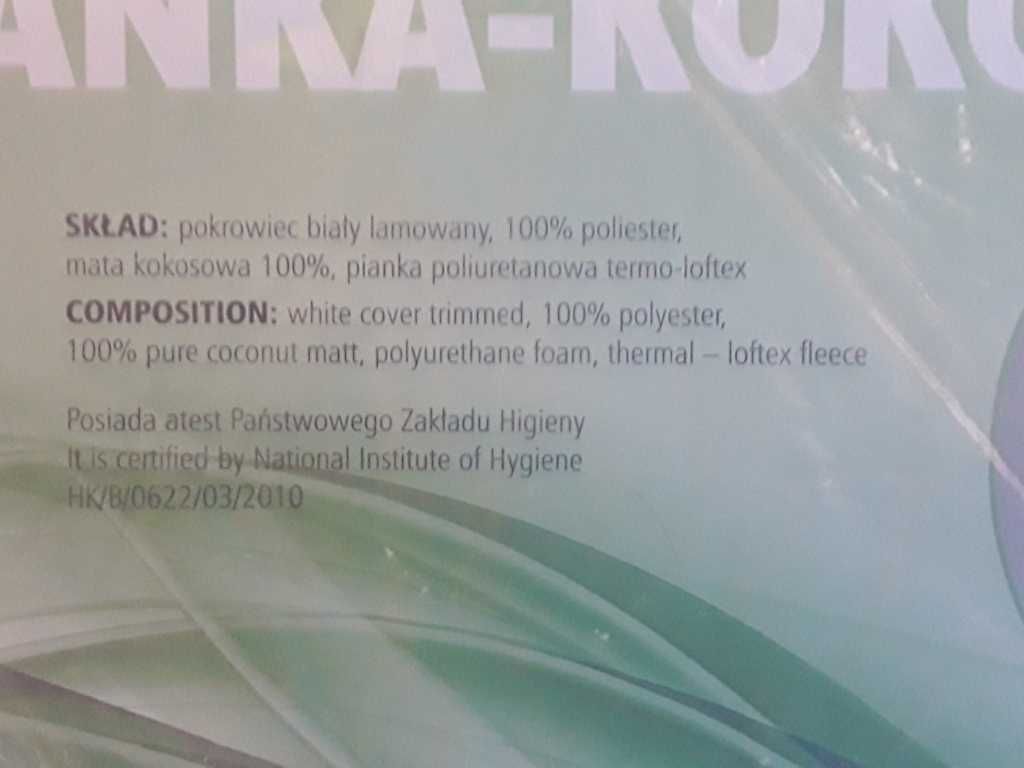 ANKA-KOKO
SKŁAD: pokrowiec biały lamowany, 100% poliester,
mata kokosowa 100%, pianka poliuretanowa termo-loftex
COMPOSITION: white cover trimmed, 100% polyester,
100% pure coconut matt, polyurethane foam, thermal – loftex fleece
Posiada atest Państwowego Zakładu Higieny
It is certified by National Institute of Hygiene
HK/B/0622/03/2010